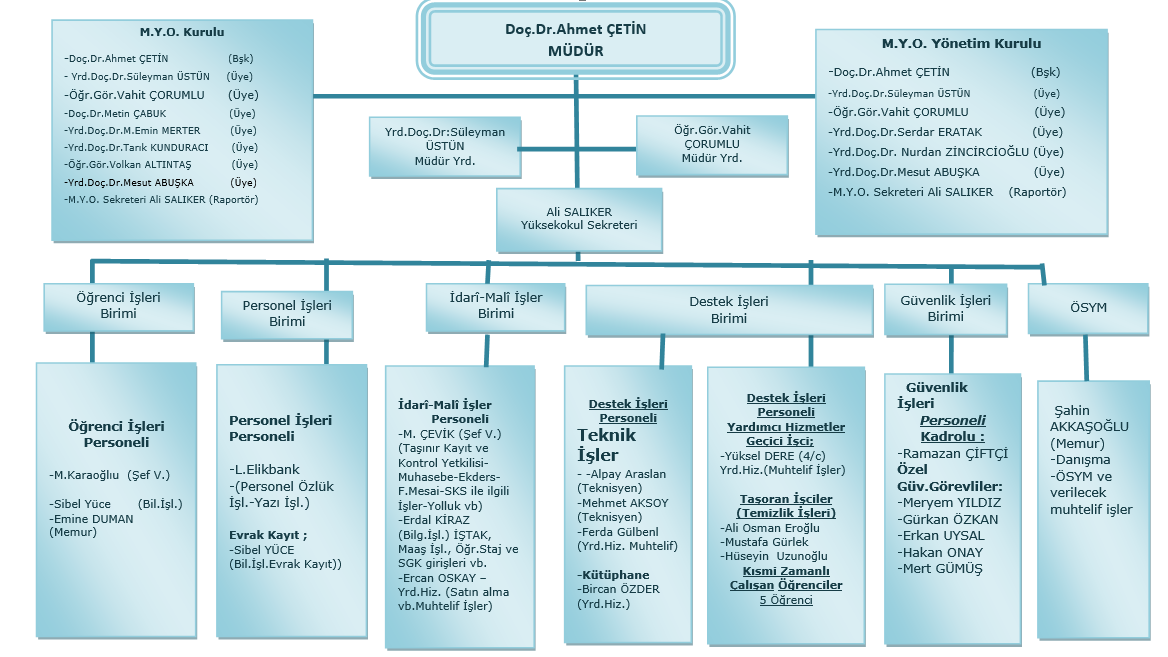 Doç.Dr.Ahmet ÇETİN
MÜDÜR
M.Y.O. Kurulu
-Doç.Dr.Ahmet ÇETİN (Bşk)
- Yrd.Doç.Dr.Süleyman ÜSTÜN (Üye)
-Öğr.Gör.Vahit ÇORUMLU (Üye)
-Doç.Dr.Metin ÇABUK (Üye)
-Yrd.Doç.Dr.M.Emin MERTER (Üye)
-Yrd.Doç.Dr.Tarık KUNDURACI (Üye)
-Öğr.Gör.Volkan ALTINTAŞ (Üye)
-Yrd.Doç.Dr.Mesut ABUŞKA (Üye)
-M.Y.O. Sekreteri Ali SALIKER (Raportör)
M.Y.O. Yönetim Kurulu
-Doç.Dr.Ahmet ÇETİN (Bşk)
-Yrd.Doç.Dr.Süleyman ÜSTÜN (Üye)
-Öğr.Gör.Vahit ÇORUMLU (Üye)
-Yrd.Doç.Dr.Serdar ERATAK (Üye)
-Yrd.Doç.Dr. Nurdan ZİNCİRCİOĞLU (Üye)
-Yrd.Doç.Dr.Mesut ABUŞKA (Üye)
-M.Y.O. Sekreteri Ali SALIKER (Raportör)
Yrd.Doç.Dr:Süleyman
ÜSTÜN
Müdür Yrd.
Öğr.Gör.Vahit
ÇORUMLU
Müdür Yrd.
Ali SALIKER
Yüksekokul Sekreteri
Öğrenci İşleri
Birimi
Personel İşleri
Birimi
İdarî-Malî İşler
Birimi
Destek İşleri
Birimi
Güvenlik İşleri
Birimi
ÖSYM
Öğrenci İşleri
Personeli
-M.Karaoğlıu (Şef V.)
-Sibel Yüce (Bil.İşl.)
-Emine DUMAN
(Memur)
Personel İşleri
Personeli
-L.Elikbank
-(Personel Özlük
İşl.-Yazı İşl.)
Evrak Kayıt ;
-Sibel YÜCE
(Bil.İşl.Evrak Kayıt))
İdarî-Malî İşler
Personeli
-M. ÇEVİK (Şef V.)
(Taşınır Kayıt ve
Kontrol Yetkilisi-
Muhasebe-Ekders-
F.Mesai-SKS ile ilgili
İşler-Yolluk vb)
-Erdal KİRAZ
(Bilg.İşl.) İŞTAK,
Maaş İşl., Öğr.Staj ve
SGK girişleri vb.
-Ercan OSKAY –
Yrd.Hiz. (Satın alma
vb.Muhtelif İşler)
Destek İşleri
Personeli
Teknik
İşler
- -Alpay Araslan
(Teknisyen)
-Mehmet AKSOY
(Teknisyen)
-Ferda Gülbenl
(Yrd.Hiz. Muhtelif)
-Kütüphane
-Bircan ÖZDER
(Yrd.Hiz.)
Destek İşleri
Personeli
Yardımcı Hizmetler
Geçici İşci;
-Yüksel DERE (4/c)
Yrd.Hiz.(Muhtelif İşler)
Taşoran İşciler
(Temizlik İşleri)
-Ali Osman Eroğlu
-Mustafa Gürlek
-Hüseyin Uzunoğlu
Kısmi Zamanlı
Çalışan Öğrenciler
5 Öğrenci
Güvenlik
İşleri
Personeli
Kadrolu :
-Ramazan ÇİFTÇİ
Özel
Güv.Görevliler:
-Meryem YILDIZ
-Gürkan ÖZKAN
-Erkan UYSAL
-Hakan ONAY
-Mert GÜMÜŞ
Şahin
AKKAŞOĞLU
(Memur)
-Danışma
-ÖSYM ve
verilecek
muhtelif işler